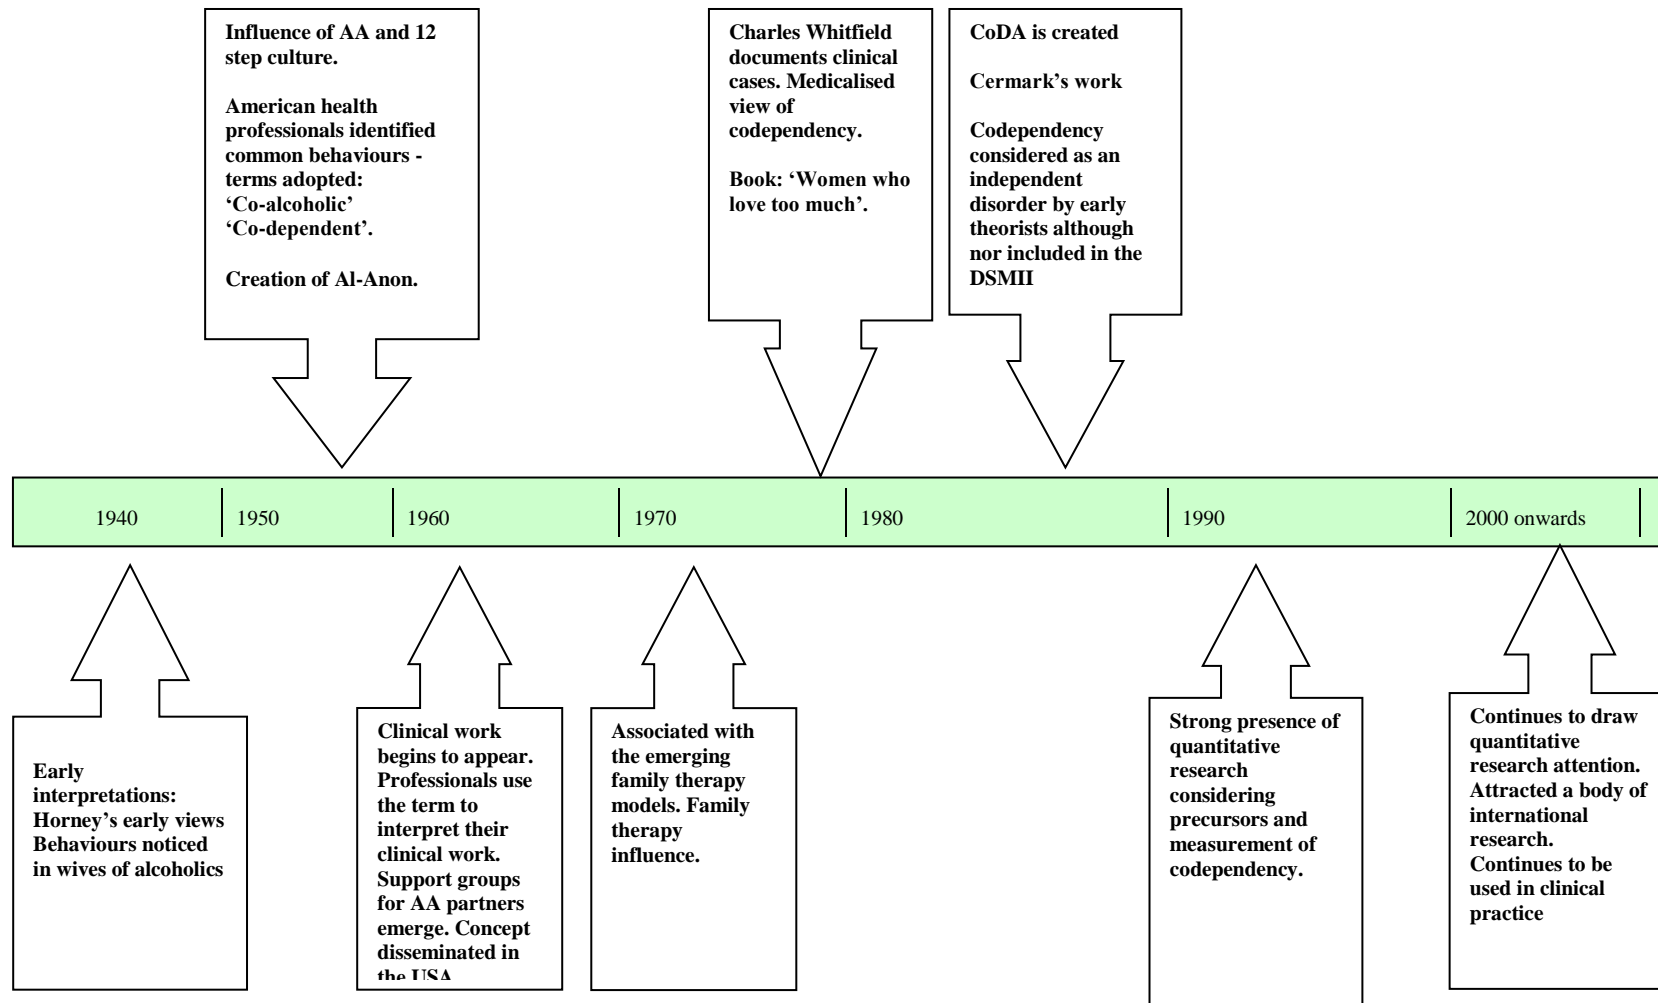 Influence of AA and 12
step culture.
American health
professionals identified
common behaviours -
terms adopted:
‘Co-alcoholic’
‘Co-dependent’.
Creation of Al-Anon.
Charles Whitfield
documents clinical
cases. Medicalised
view of
codependency.
Book: ‘Women who
love too much’.
CoDA is created
Cermark’s work
Codependency
considered as an
independent
disorder by early
theorists although
nor included in the
DSMII
1940
1950
1960
1970
1980
1990
2000 onwards
Early
interpretations:
Horney’s early views
Behaviours noticed
in wives of alcoholics
Clinical work
begins to appear.
Professionals use
the term to
interpret their
clinical work.
Support groups
for AA partners
emerge. Concept
disseminated in
the USA
Associated with
the emerging
family therapy
models. Family
therapy
influence.
Strong presence of
quantitative
research
considering
precursors and
measurement of
codependency.
Continues to draw
quantitative
research attention.
Attracted a body of
international
research.
Continues to be
used in clinical
practice